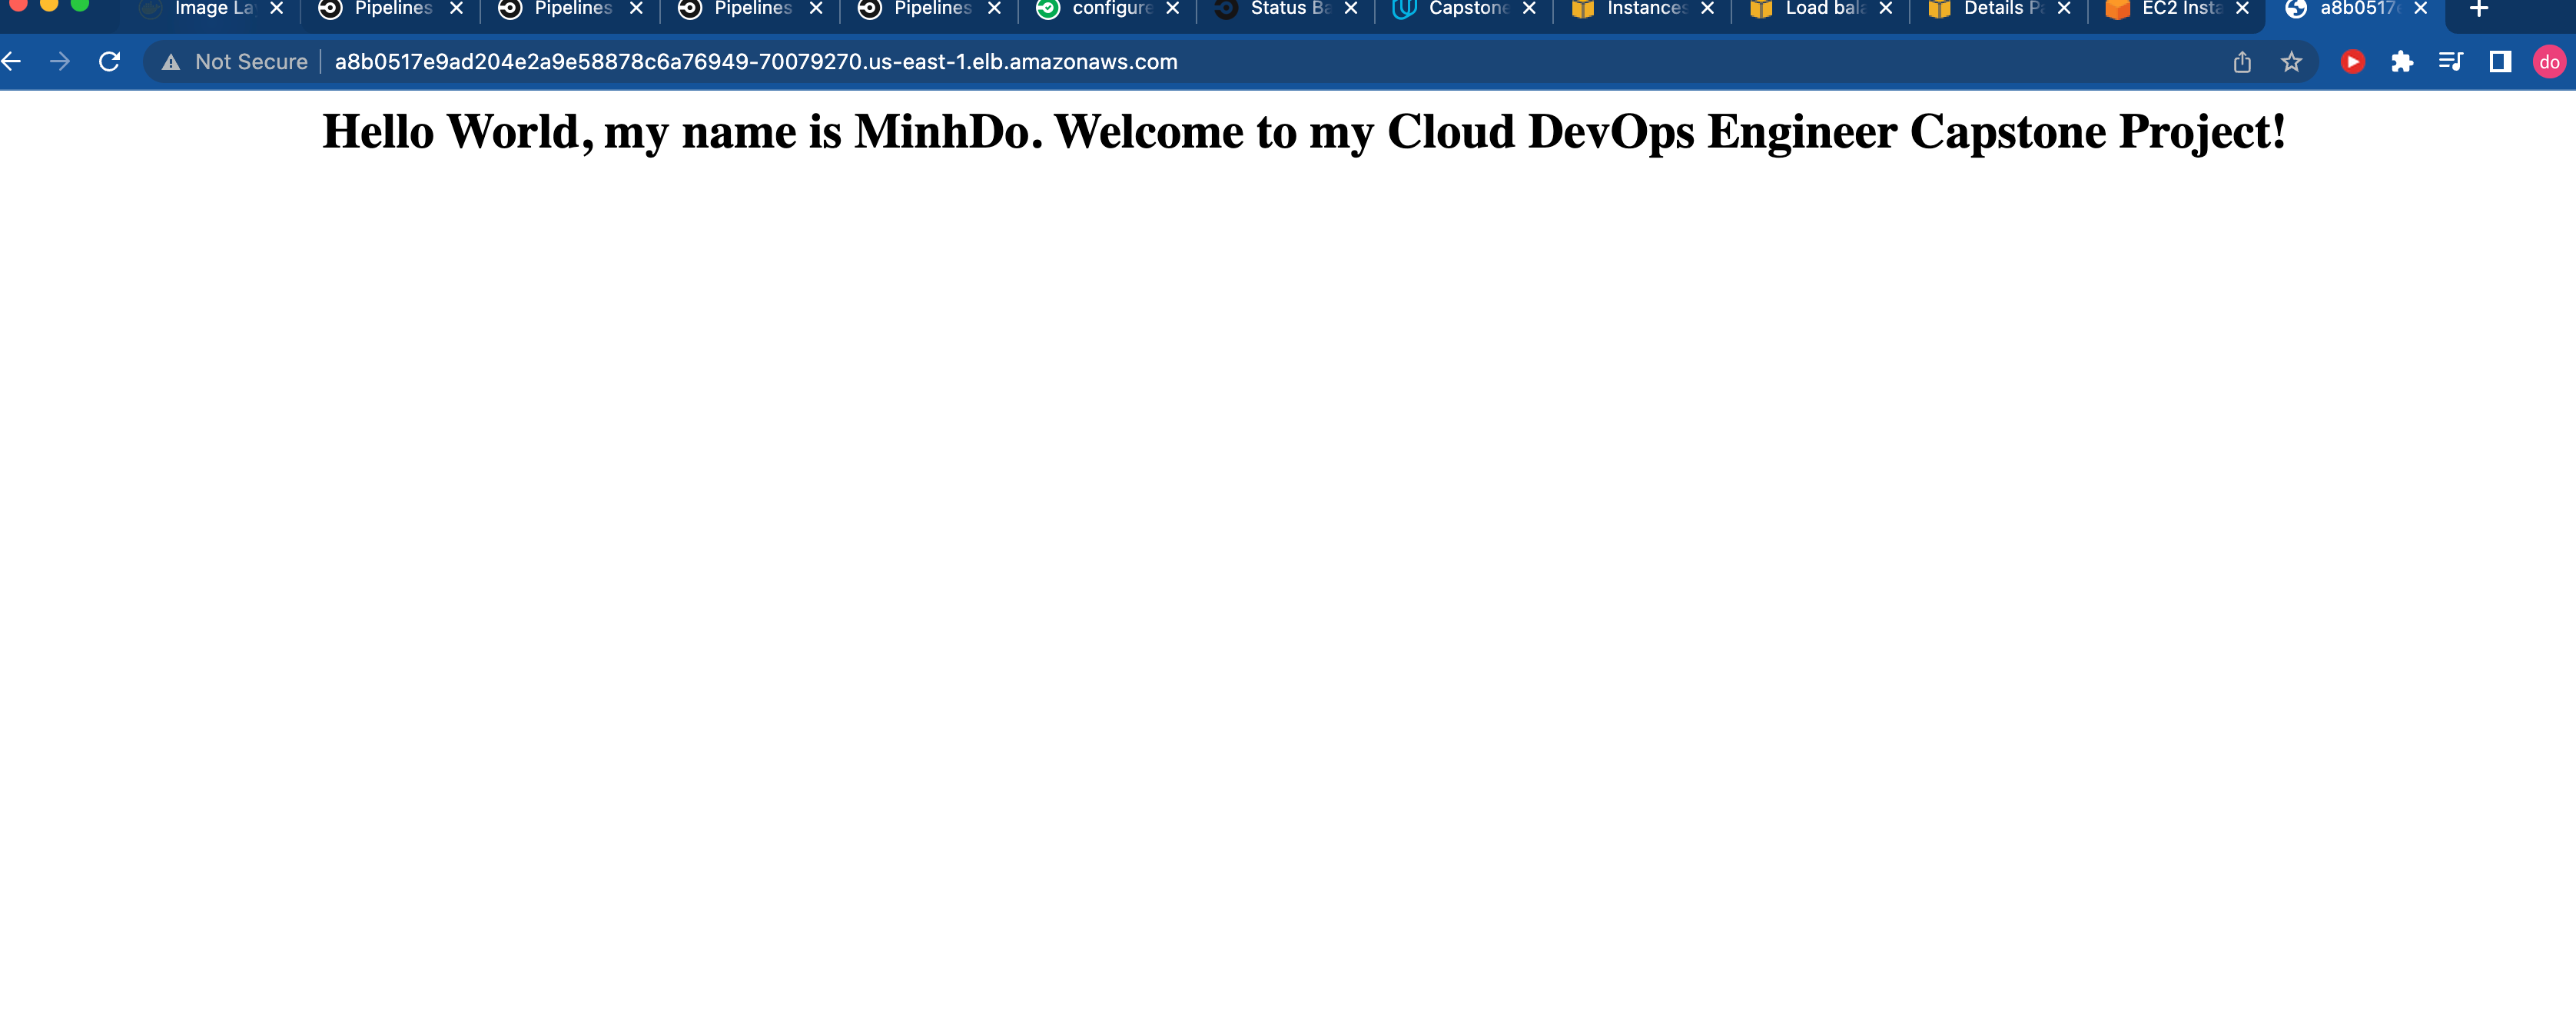 Image La
Pipelines
Pipelines
Pipelines
Pipelines
configure
Status Ba
Capstone
Instances
Load bala
Details Pa
EC2 Insta
a8b0517e
Not Secure
a8b0517e9ad204e2a9e58878c6a76949-70079270.us-east-1.elb.amazonaws.com
do
Hello World, my name is MinhDo. Welcome to my Cloud DevOps Engineer Capstone Project!